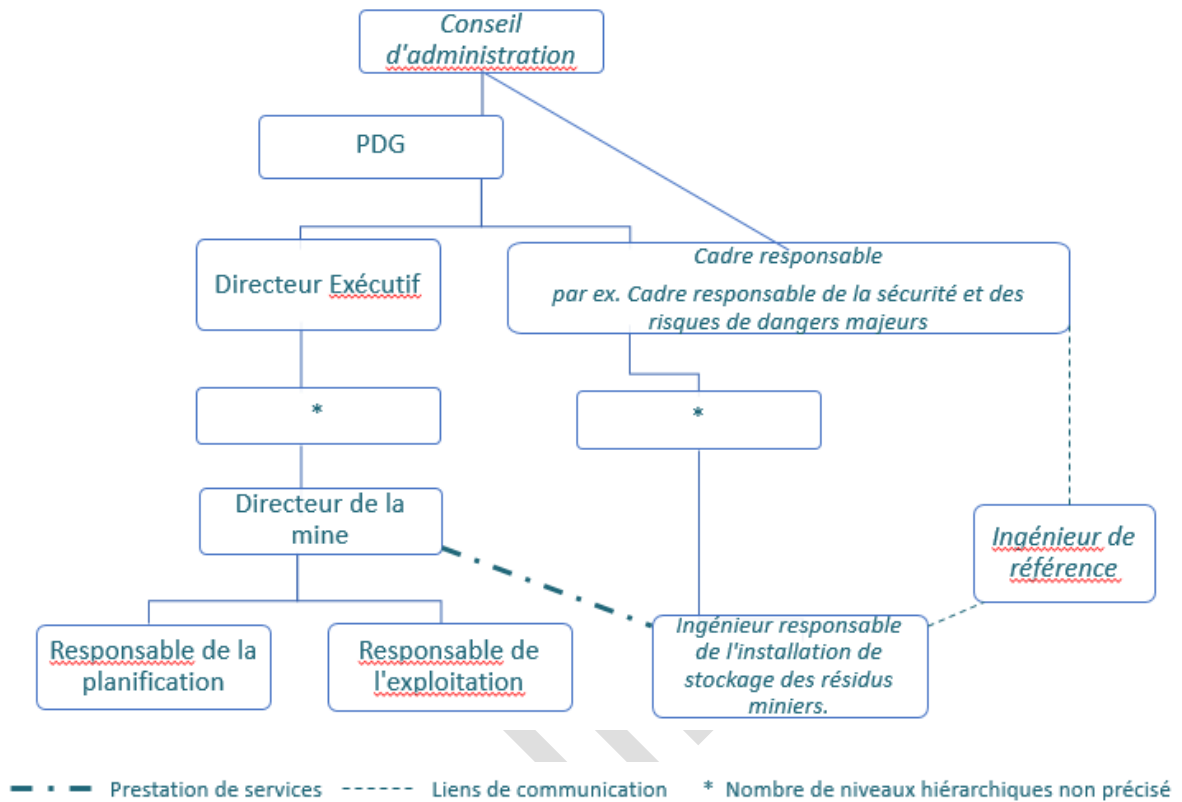 Conseil
d'administration
PDG
Directeur Exécutif
Cadre responsable
par ex. Cadre responsable de la sécurité et des
risques de dangers majeurs
*
*
Directeur de la
mine
Ingénieur de
référence
Responsable de la
planification
Responsable de
l'exploitation
Ingénieur responsable
de l'installation de
stockage des résidus
miniers.
Prestation de services
Liens de communication
* Nombre de niveaux hiérarchiques non précisé